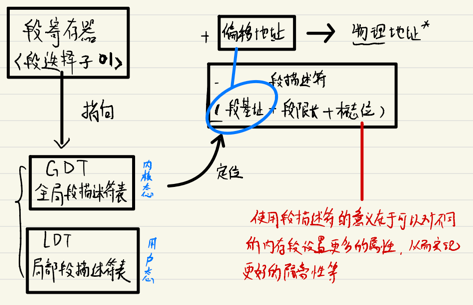 段寄存器
<段选择子01>
+ 偏移地址 → 物理地址*
- 段描述符
1 段基址 + 段限长 + 标志位)
指向
GDT
全局段描述符表
内核态
定位
LDT
局部段描述符表
用户态
使用段描述符的意义在于可以对不同
的内存段设置更多的属性, 从而实现
更好的隔离性等